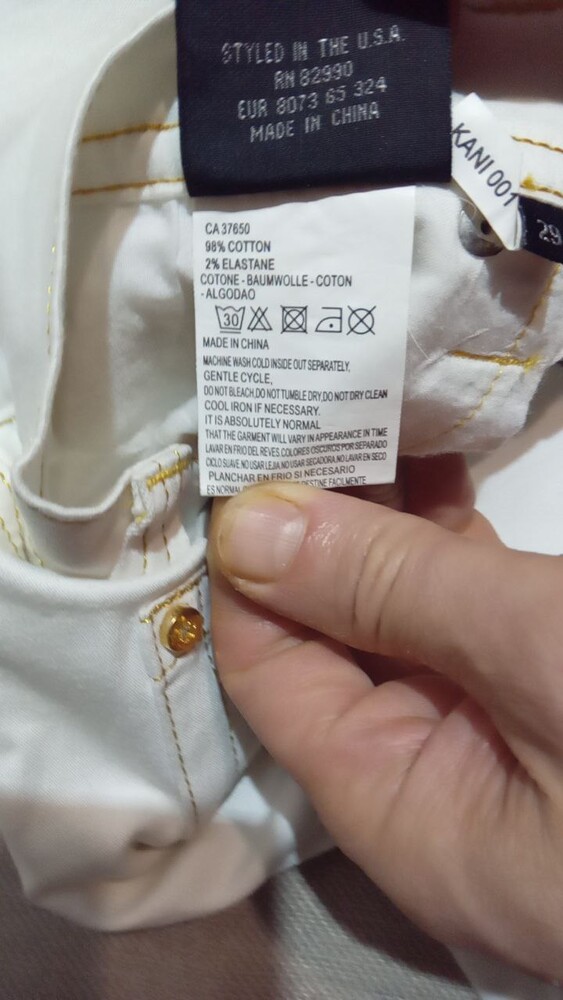 STYLED IN THE U.S.A.
RN 82990
EUR 8073 65 324
MADE IN CHINA
KANI 001
29
CA 37650
98% COTTON
2% ELASTANE
COTONE - BAUMWOLLE - COTON
- ALGODAO
30
MADE IN CHINA
MACHINE WASH COLD INSIDE OUT SEPARATELY,
GENTLE CYCLE,
DO NOT BLEACH,DO NOT TUMBLE DRY,DO NOT DRY CLEAN
COOL IRON IF NECESSARY.
IT IS ABSOLUTELY NORMAL
THAT THE GARMENT WILL VARY IN APPEARANCE IN TIME
LAVAR EN FRIO DEL REVES.COLORES OSCUROS POR SEPARADO
CICLO SUAVE,NO USAR LEJIA,NO USAR SECADORA,NO LAVAR EN SECO
PLANCHAR EN FRIO SI NECESARIO
ES NORMAL DESTINE FACILMENTE